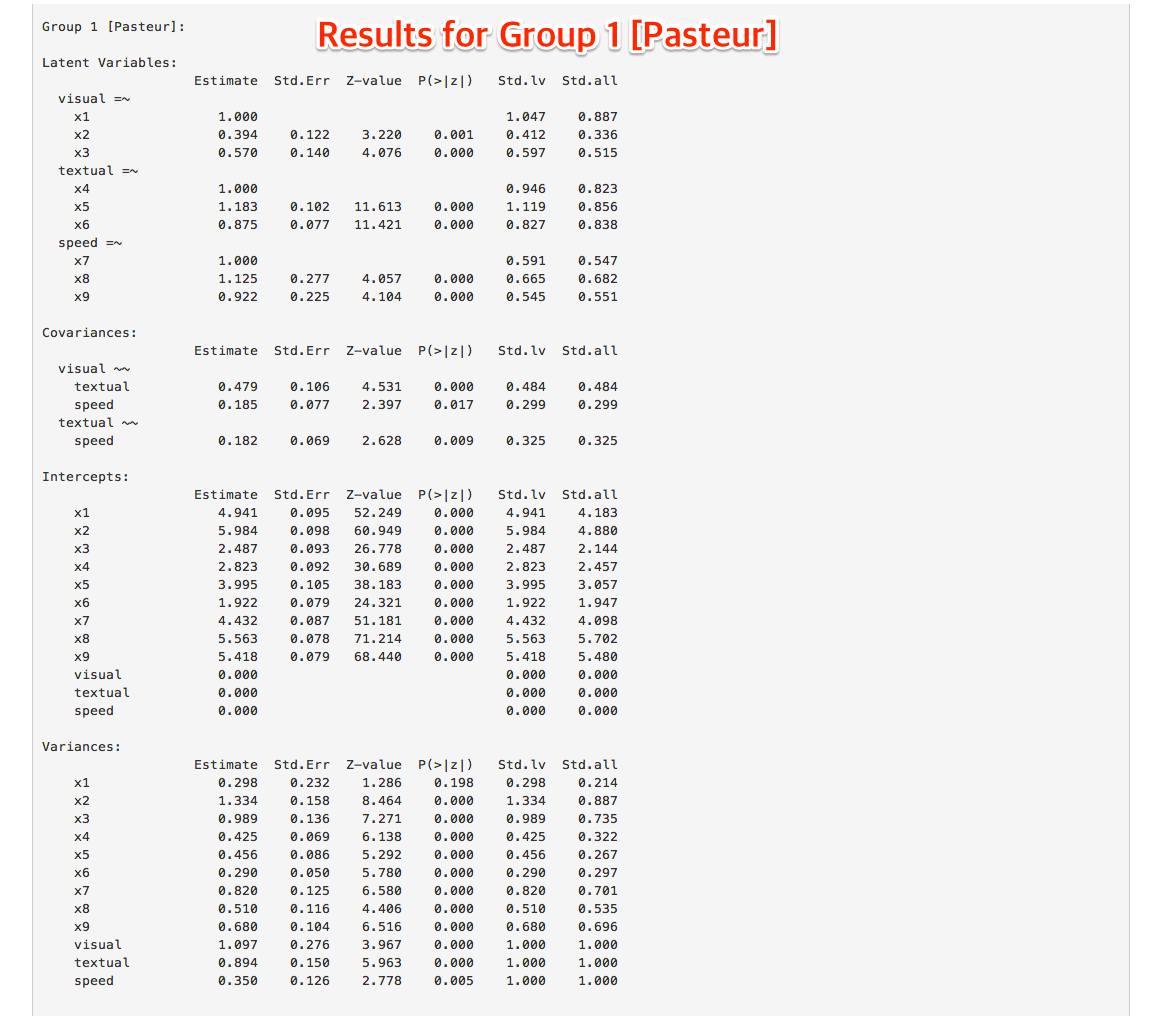 Group 1 [Pasteur]:
Results for Group 1 [Pasteur]
Latent Variables:
Estimate Std.Err Z-value P(>|z|) Std.lv Std.all
visual =~
x1 1.000 1.047 0.887
x2 0.394 0.122 3.220 0.001 0.412 0.336
x3 0.570 0.140 4.076 0.000 0.597 0.515
textual =~
x4 1.000 0.946 0.823
x5 1.183 0.102 11.613 0.000 1.119 0.856
x6 0.875 0.077 11.421 0.000 0.827 0.838
speed =~
x7 1.000 0.591 0.547
x8 1.125 0.277 4.057 0.000 0.665 0.682
x9 0.922 0.225 4.104 0.000 0.545 0.551
Covariances:
Estimate Std.Err Z-value P(>|z|) Std.lv Std.all
visual ~~
textual 0.479 0.106 4.531 0.000 0.484 0.484
speed 0.185 0.077 2.397 0.017 0.299 0.299
textual ~~
speed 0.182 0.069 2.628 0.009 0.325 0.325
Intercepts:
Estimate Std.Err Z-value P(>|z|) Std.lv Std.all
x1 4.941 0.095 52.249 0.000 4.941 4.183
x2 5.984 0.098 60.949 0.000 5.984 4.880
x3 2.487 0.093 26.778 0.000 2.487 2.144
x4 2.823 0.092 30.689 0.000 2.823 2.457
x5 3.995 0.105 38.183 0.000 3.995 3.057
x6 1.922 0.079 24.321 0.000 1.922 1.947
x7 4.432 0.087 51.181 0.000 4.432 4.098
x8 5.563 0.078 71.214 0.000 5.563 5.702
x9 5.418 0.079 68.440 0.000 5.418 5.480
visual 0.000 0.000 0.000
textual 0.000 0.000 0.000
speed 0.000 0.000 0.000
Variances:
Estimate Std.Err Z-value P(>|z|) Std.lv Std.all
x1 0.298 0.232 1.286 0.198 0.298 0.214
x2 1.334 0.158 8.464 0.000 1.334 0.887
x3 0.989 0.136 7.271 0.000 0.989 0.735
x4 0.425 0.069 6.138 0.000 0.425 0.322
x5 0.456 0.086 5.292 0.000 0.456 0.267
x6 0.290 0.050 5.780 0.000 0.290 0.297
x7 0.820 0.125 6.580 0.000 0.820 0.701
x8 0.510 0.116 4.406 0.000 0.510 0.535
x9 0.680 0.104 6.516 0.000 0.680 0.696
visual 1.097 0.276 3.967 0.000 1.000 1.000
textual 0.894 0.150 5.963 0.000 1.000 1.000
speed 0.350 0.126 2.778 0.005 1.000 1.000